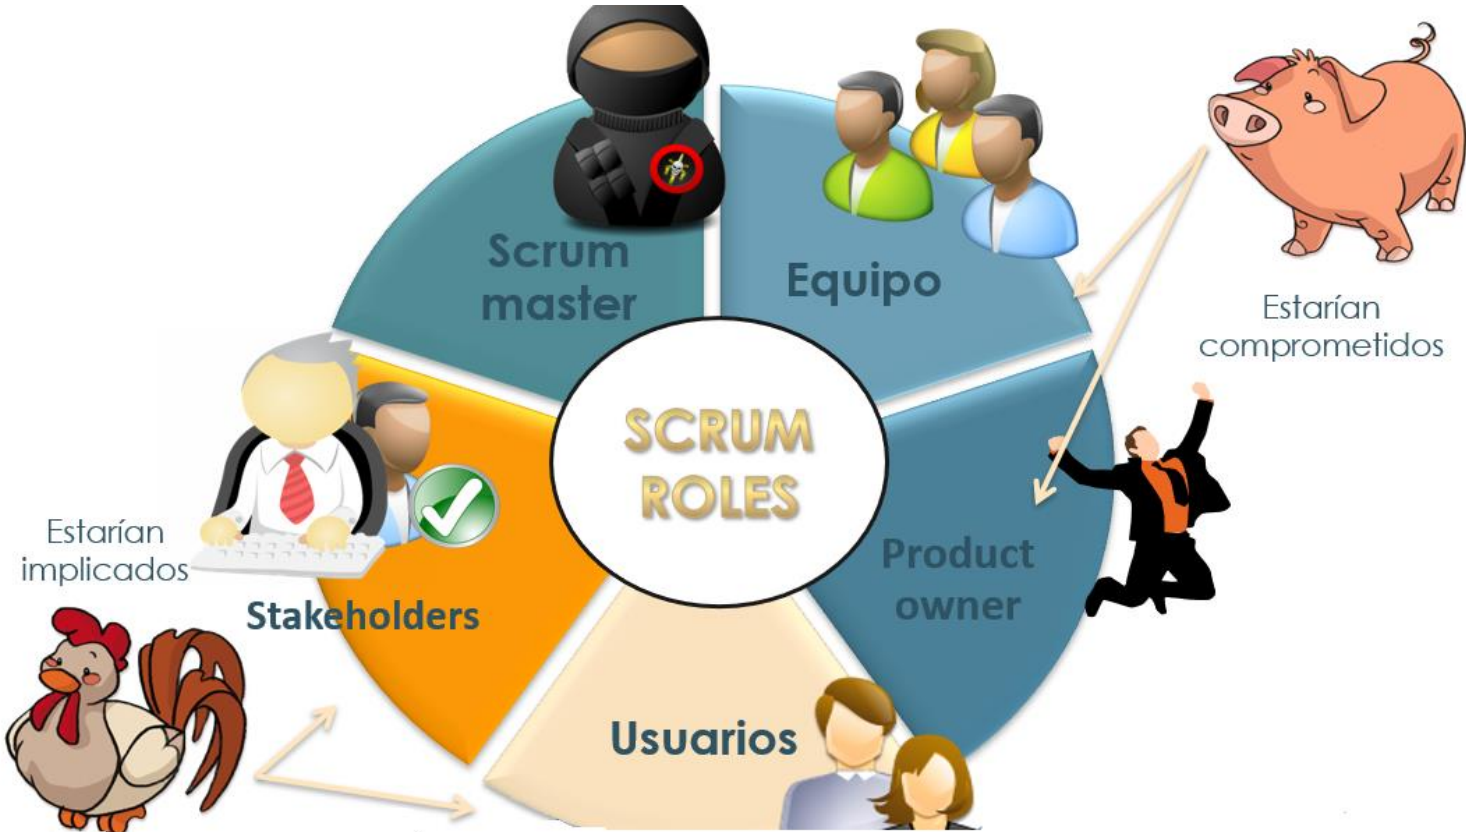 Scrum
master
Equipo
Estarían
comprometidos
SCRUM
ROLES
Estarían
implicados
Product
owner
Stakeholders
Usuarios